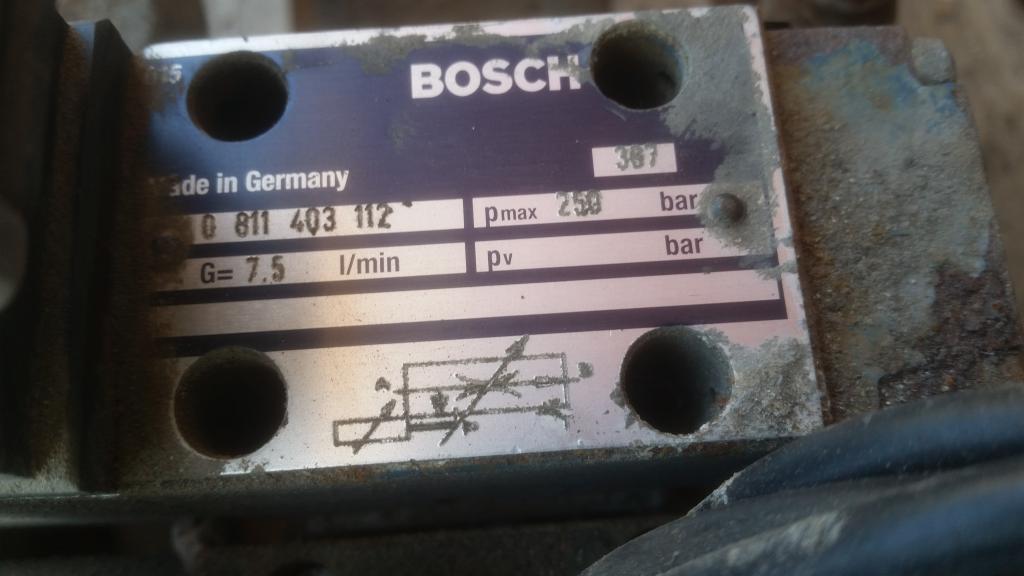 BOSCH
387
ade in Germany
0 811 403 112
pmax 250 bar
G= 7.5 l/min
pv bar